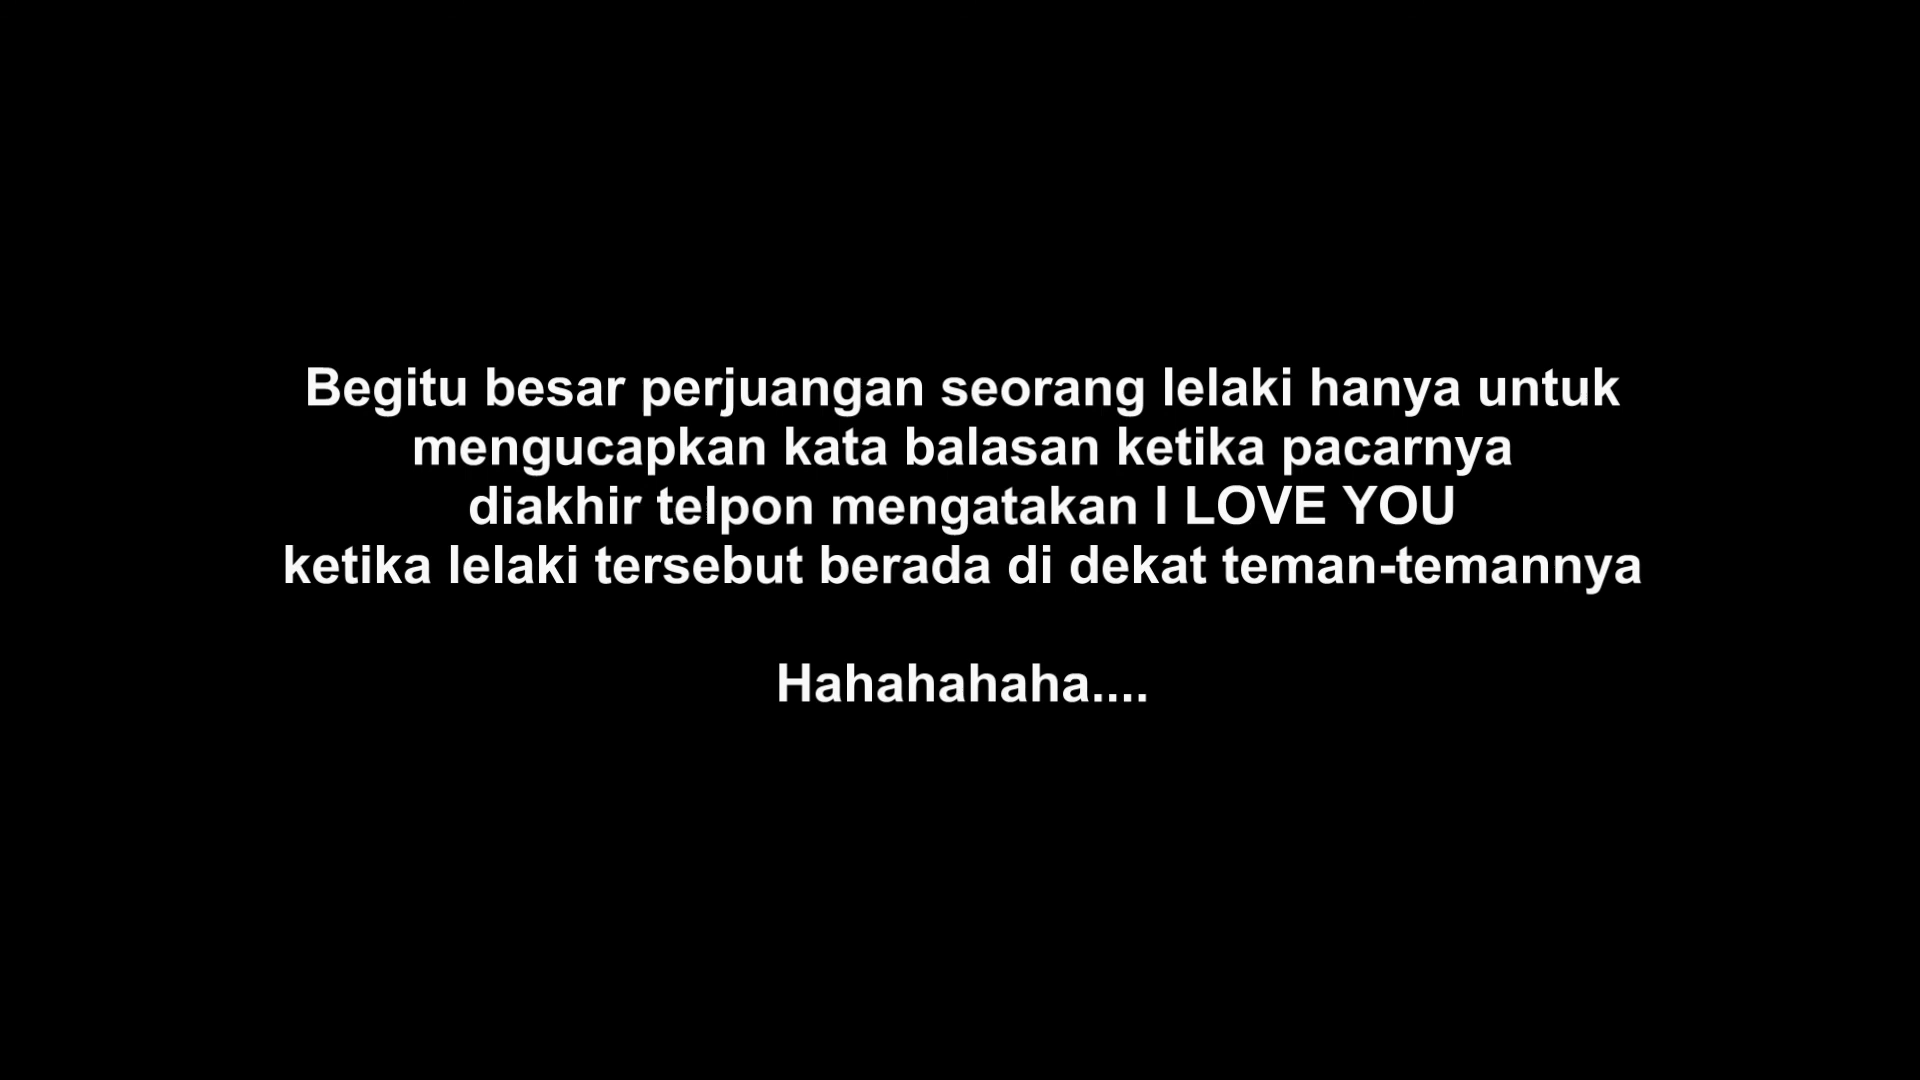 Begitu besar perjuangan seorang lelaki hanya untuk
mengucapkan kata balasan ketika pacarnya
diakhir telpon mengatakan I LOVE YOU
ketika lelaki tersebut berada di dekat teman-temannya
Hahahahaha....